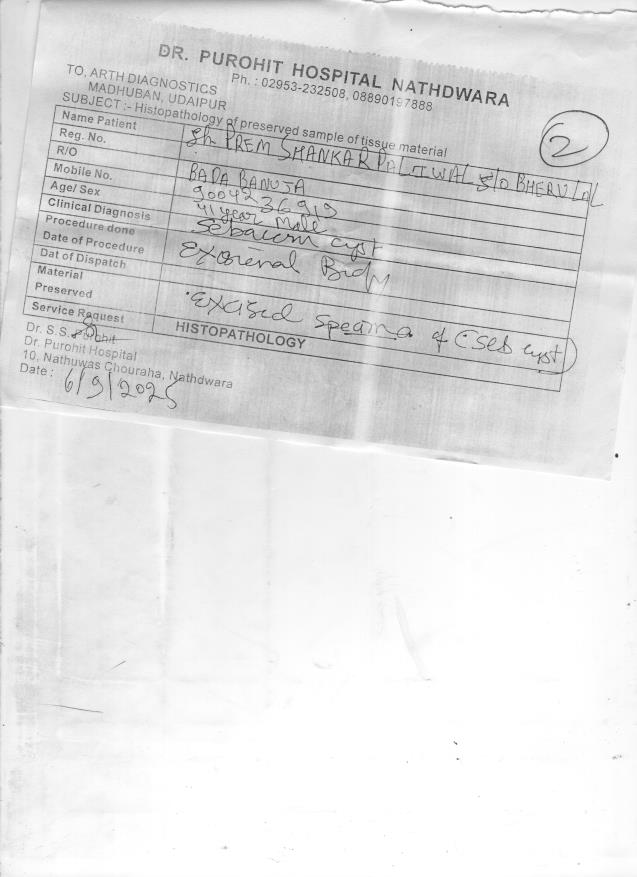 DR. PUROHIT HOSPITAL NATHDWARA
Ph. : 02953-232508, 08890197888
TO, ARTH DIAGNOSTICS
MADHUBAN, UDAIPUR
SUBJECT :- Histopathology of preserved sample of tissue material
2
Name Patient Sh PREM SHANKAR PALIWAL S/O BHERULAL
Reg. No.
R/O BADA BANUJA
Mobile No. 9004236919
Age/ Sex 41 year male
Clinical Diagnosis Sebacum cyst
Procedure done
Date of Procedure
Dat of Dispatch
Material
Preserved Excised of cyst
Service Request HISTOPATHOLOGY
Dr. S.S. Purohit
Dr. Purohit Hospital
10, Nathuwas Chouraha, Nathdwara
Date : 6/9/2025